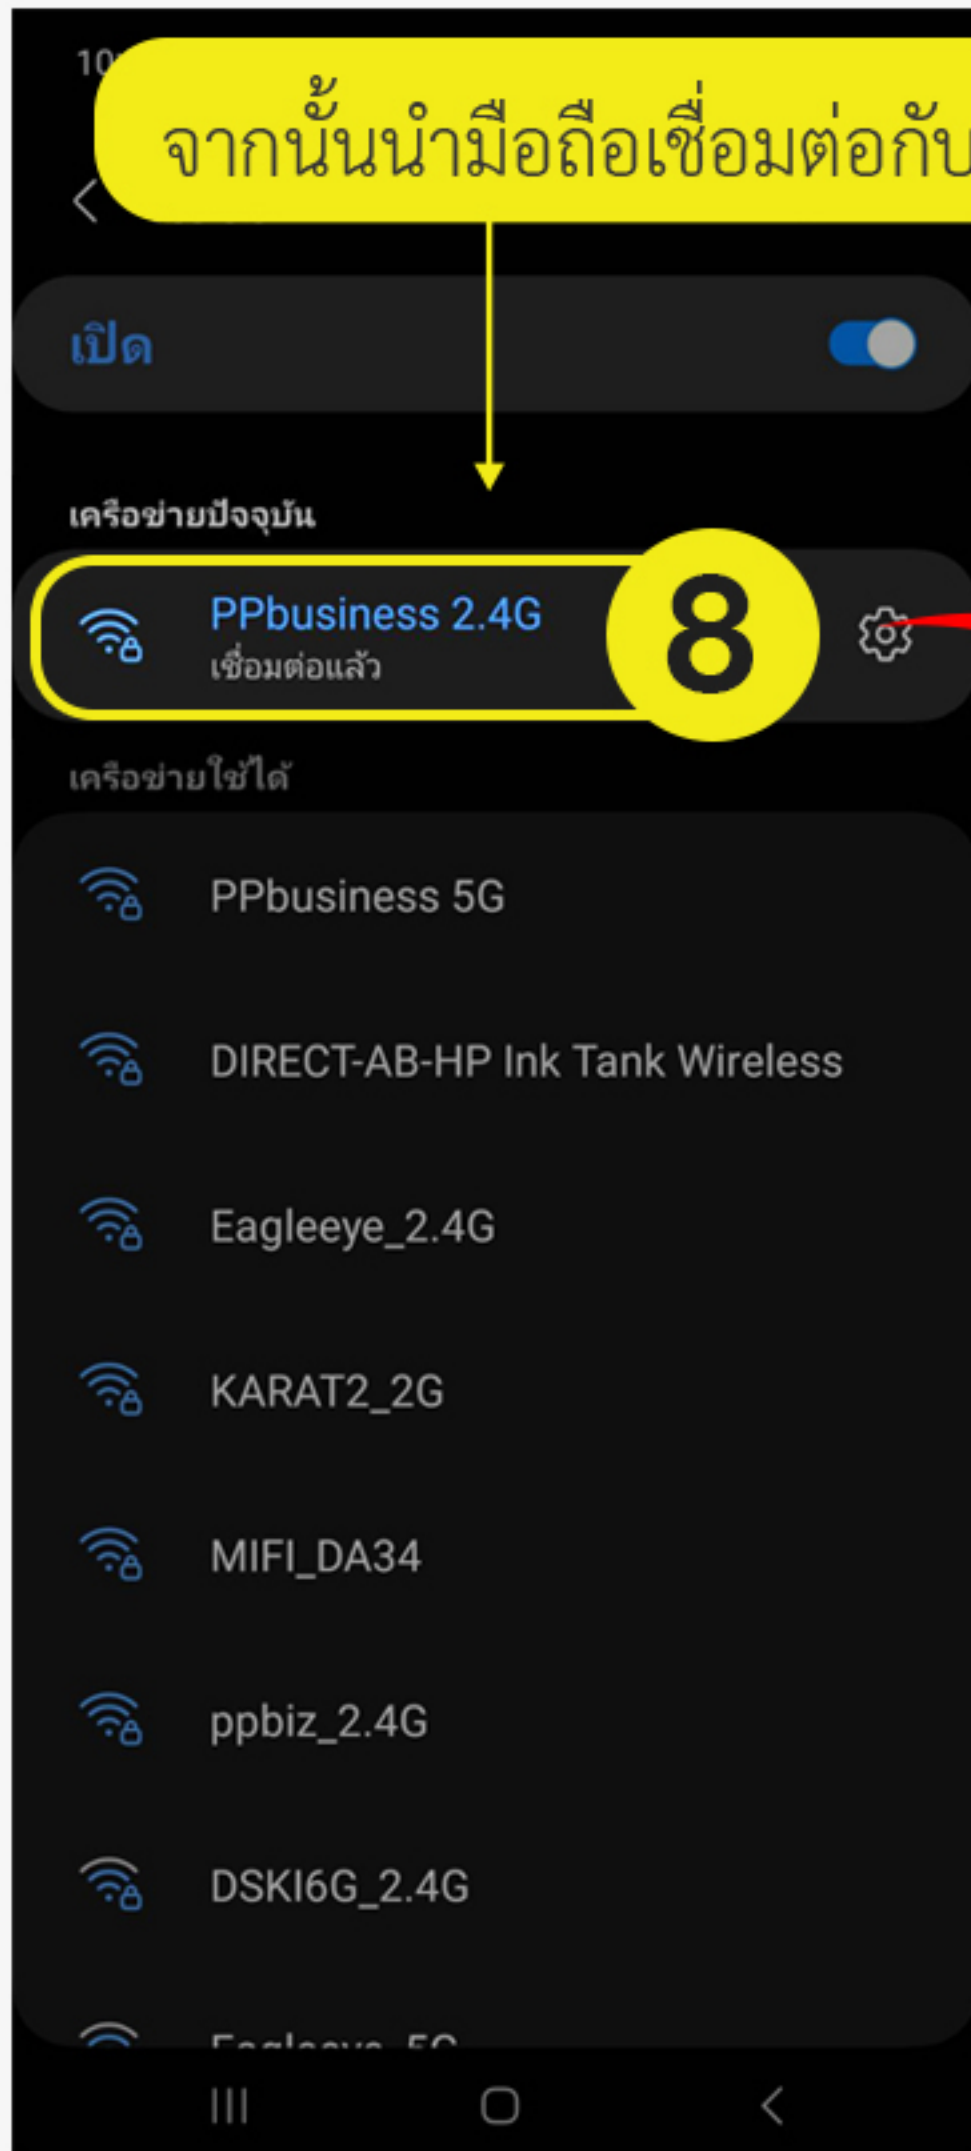 จากนั้นนำมือถือเชื่อมต่อกับ
เปิด
เครือข่ายปัจจุบัน
PPbusiness 2.4G
8
เชื่อมต่อแล้ว
เครือข่ายใช้ได้
PPbusiness 5G
DIRECT-AB-HP Ink Tank Wireless
Eagleeye_2.4G
KARAT2_2G
MIFI_DA34
ppbiz_2.4G
DSKI6G_2.4G
Eagleeye_5G